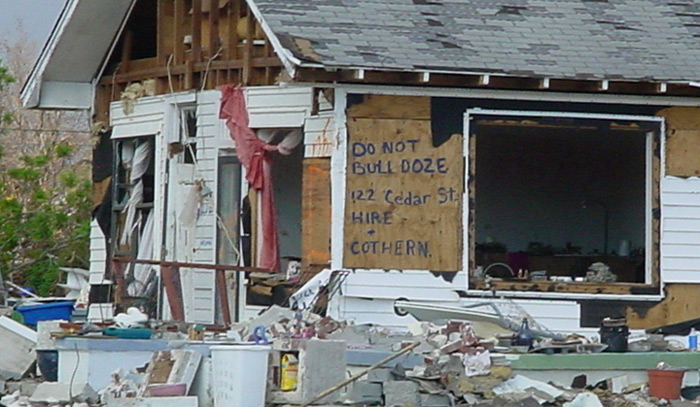 DO NOT
BULL DOZE
122 Cedar St.
HIRE
+
COTHERN.